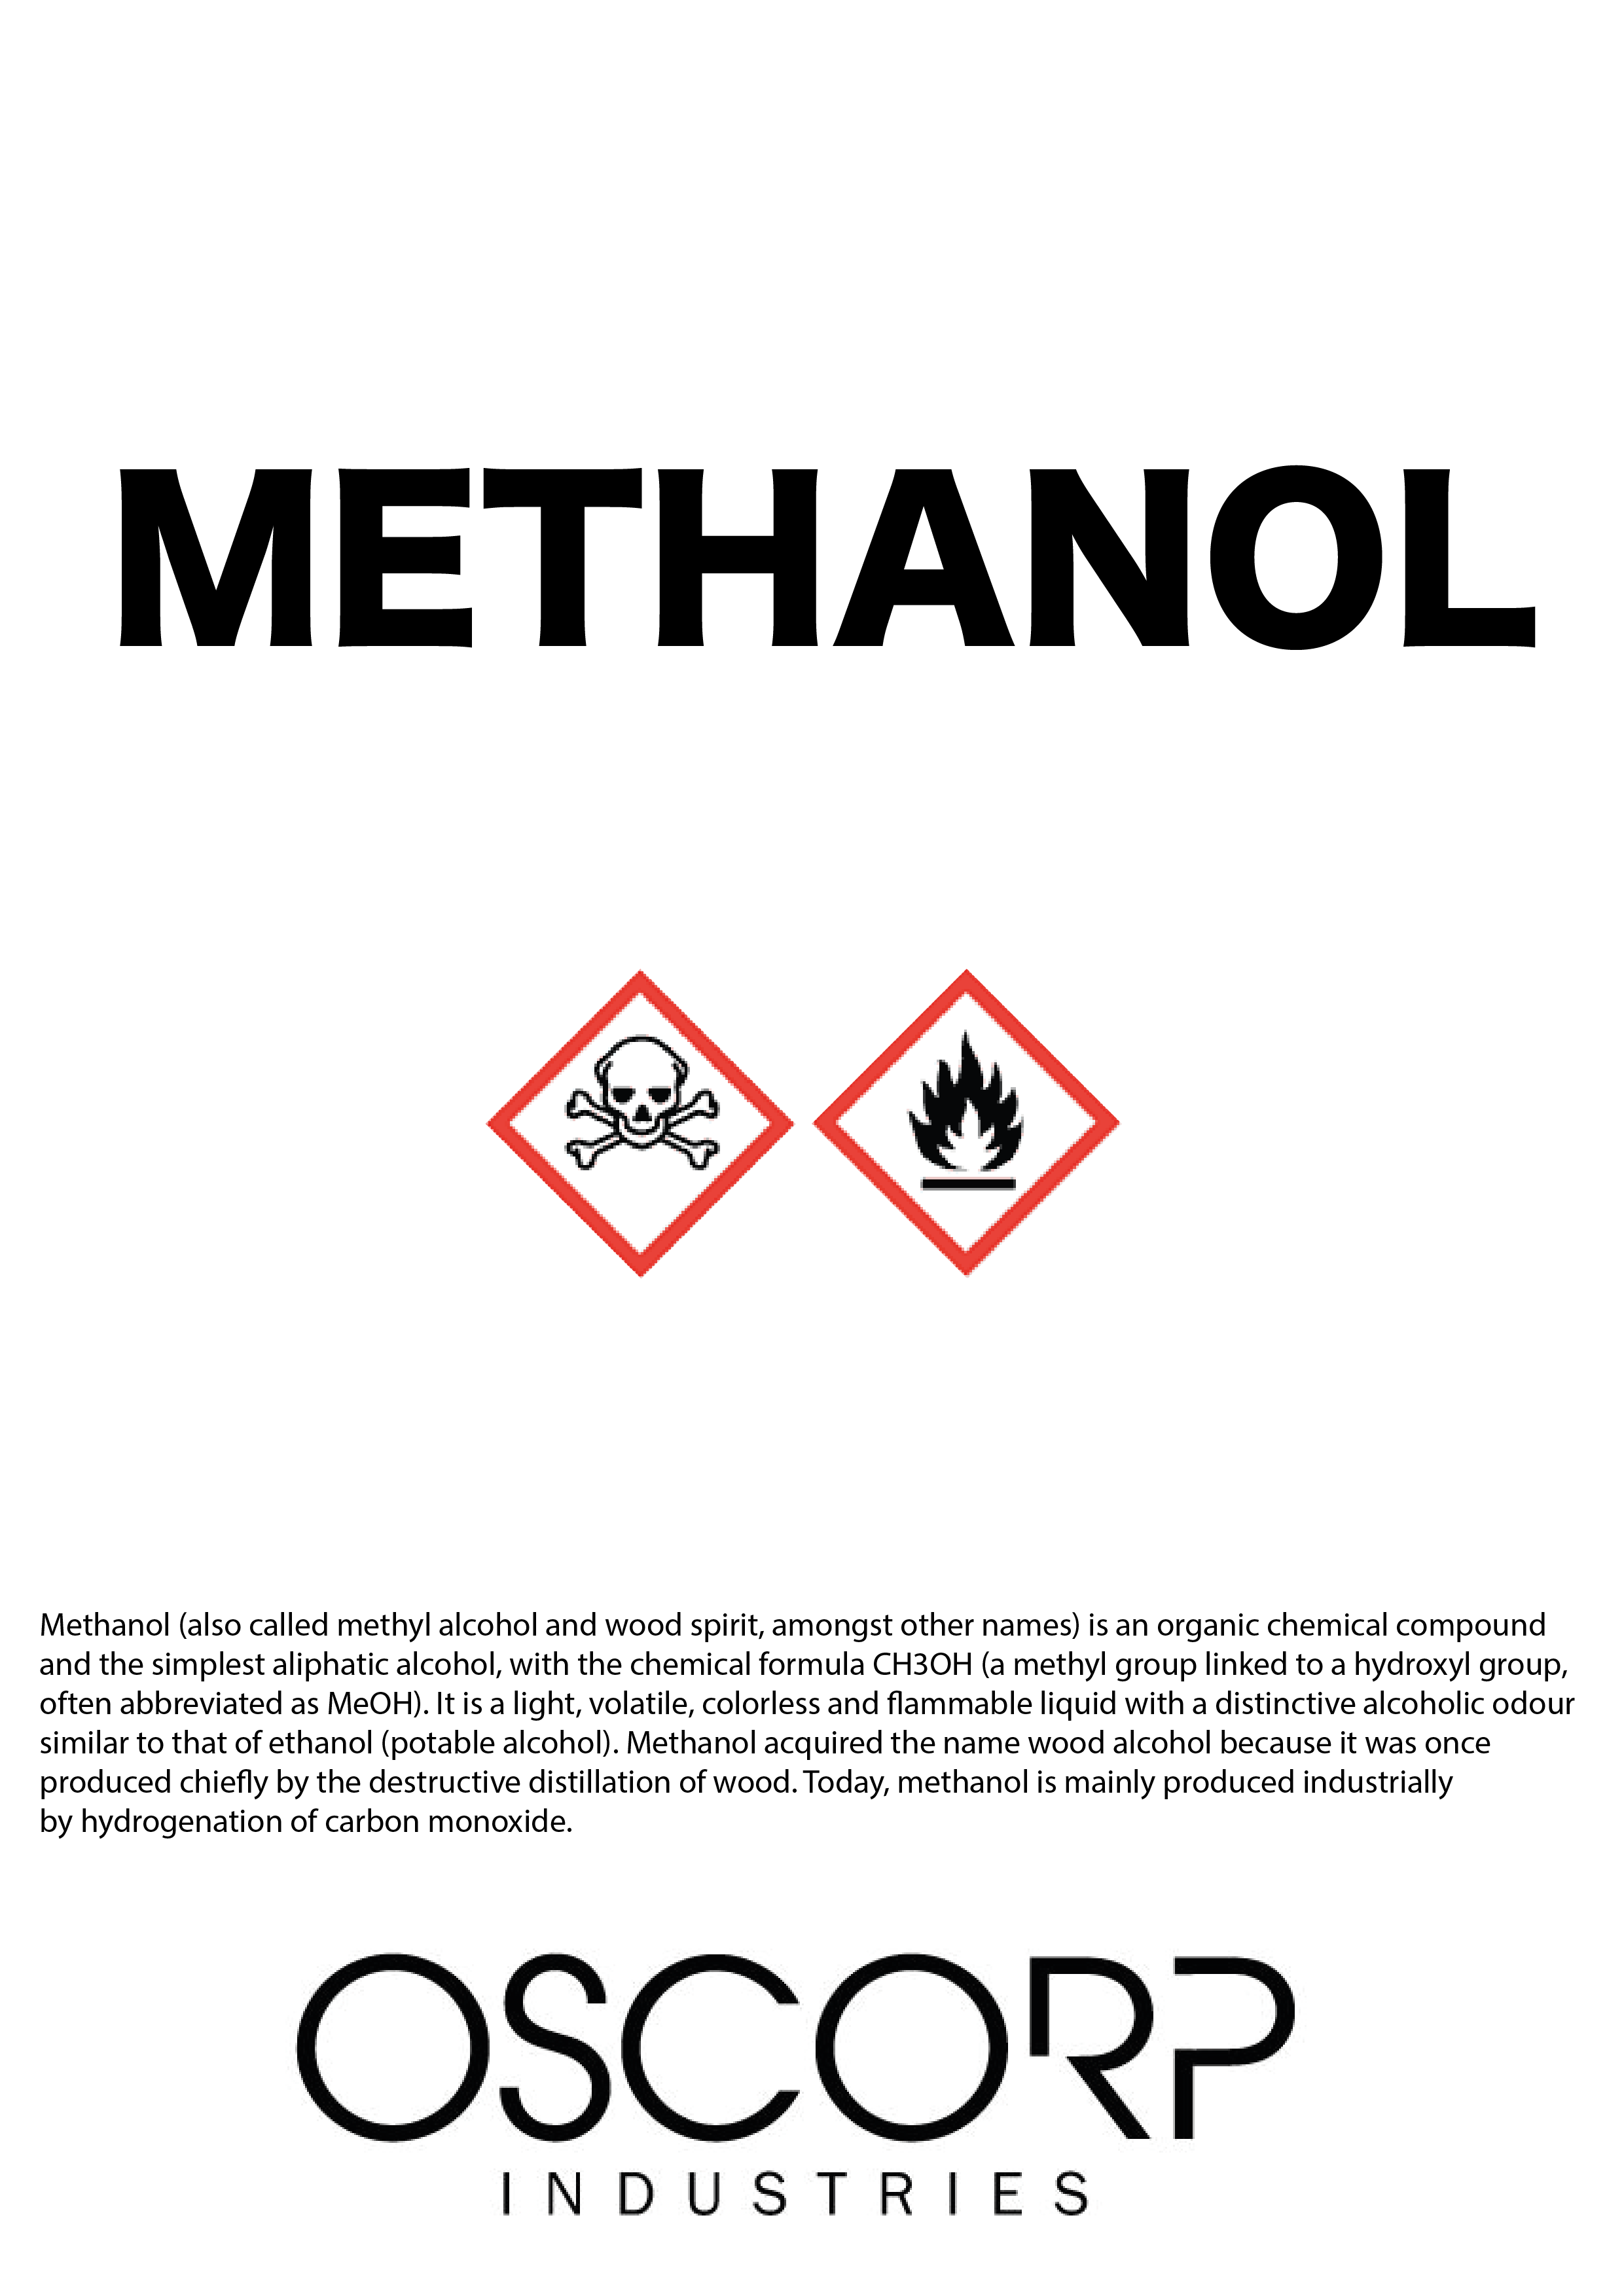 METHANOL
Methanol (also called methyl alcohol and wood spirit, amongst other names) is an organic chemical compound
and the simplest aliphatic alcohol, with the chemical formula CH3OH (a methyl group linked to a hydroxyl group,
often abbreviated as MeOH). It is a light, volatile, colorless and flammable liquid with a distinctive alcoholic odour
similar to that of ethanol (potable alcohol). Methanol acquired the name wood alcohol because it was once
produced chiefly by the destructive distillation of wood. Today, methanol is mainly produced industrially
by hydrogenation of carbon monoxide.
OSCORP
INDUSTRIES